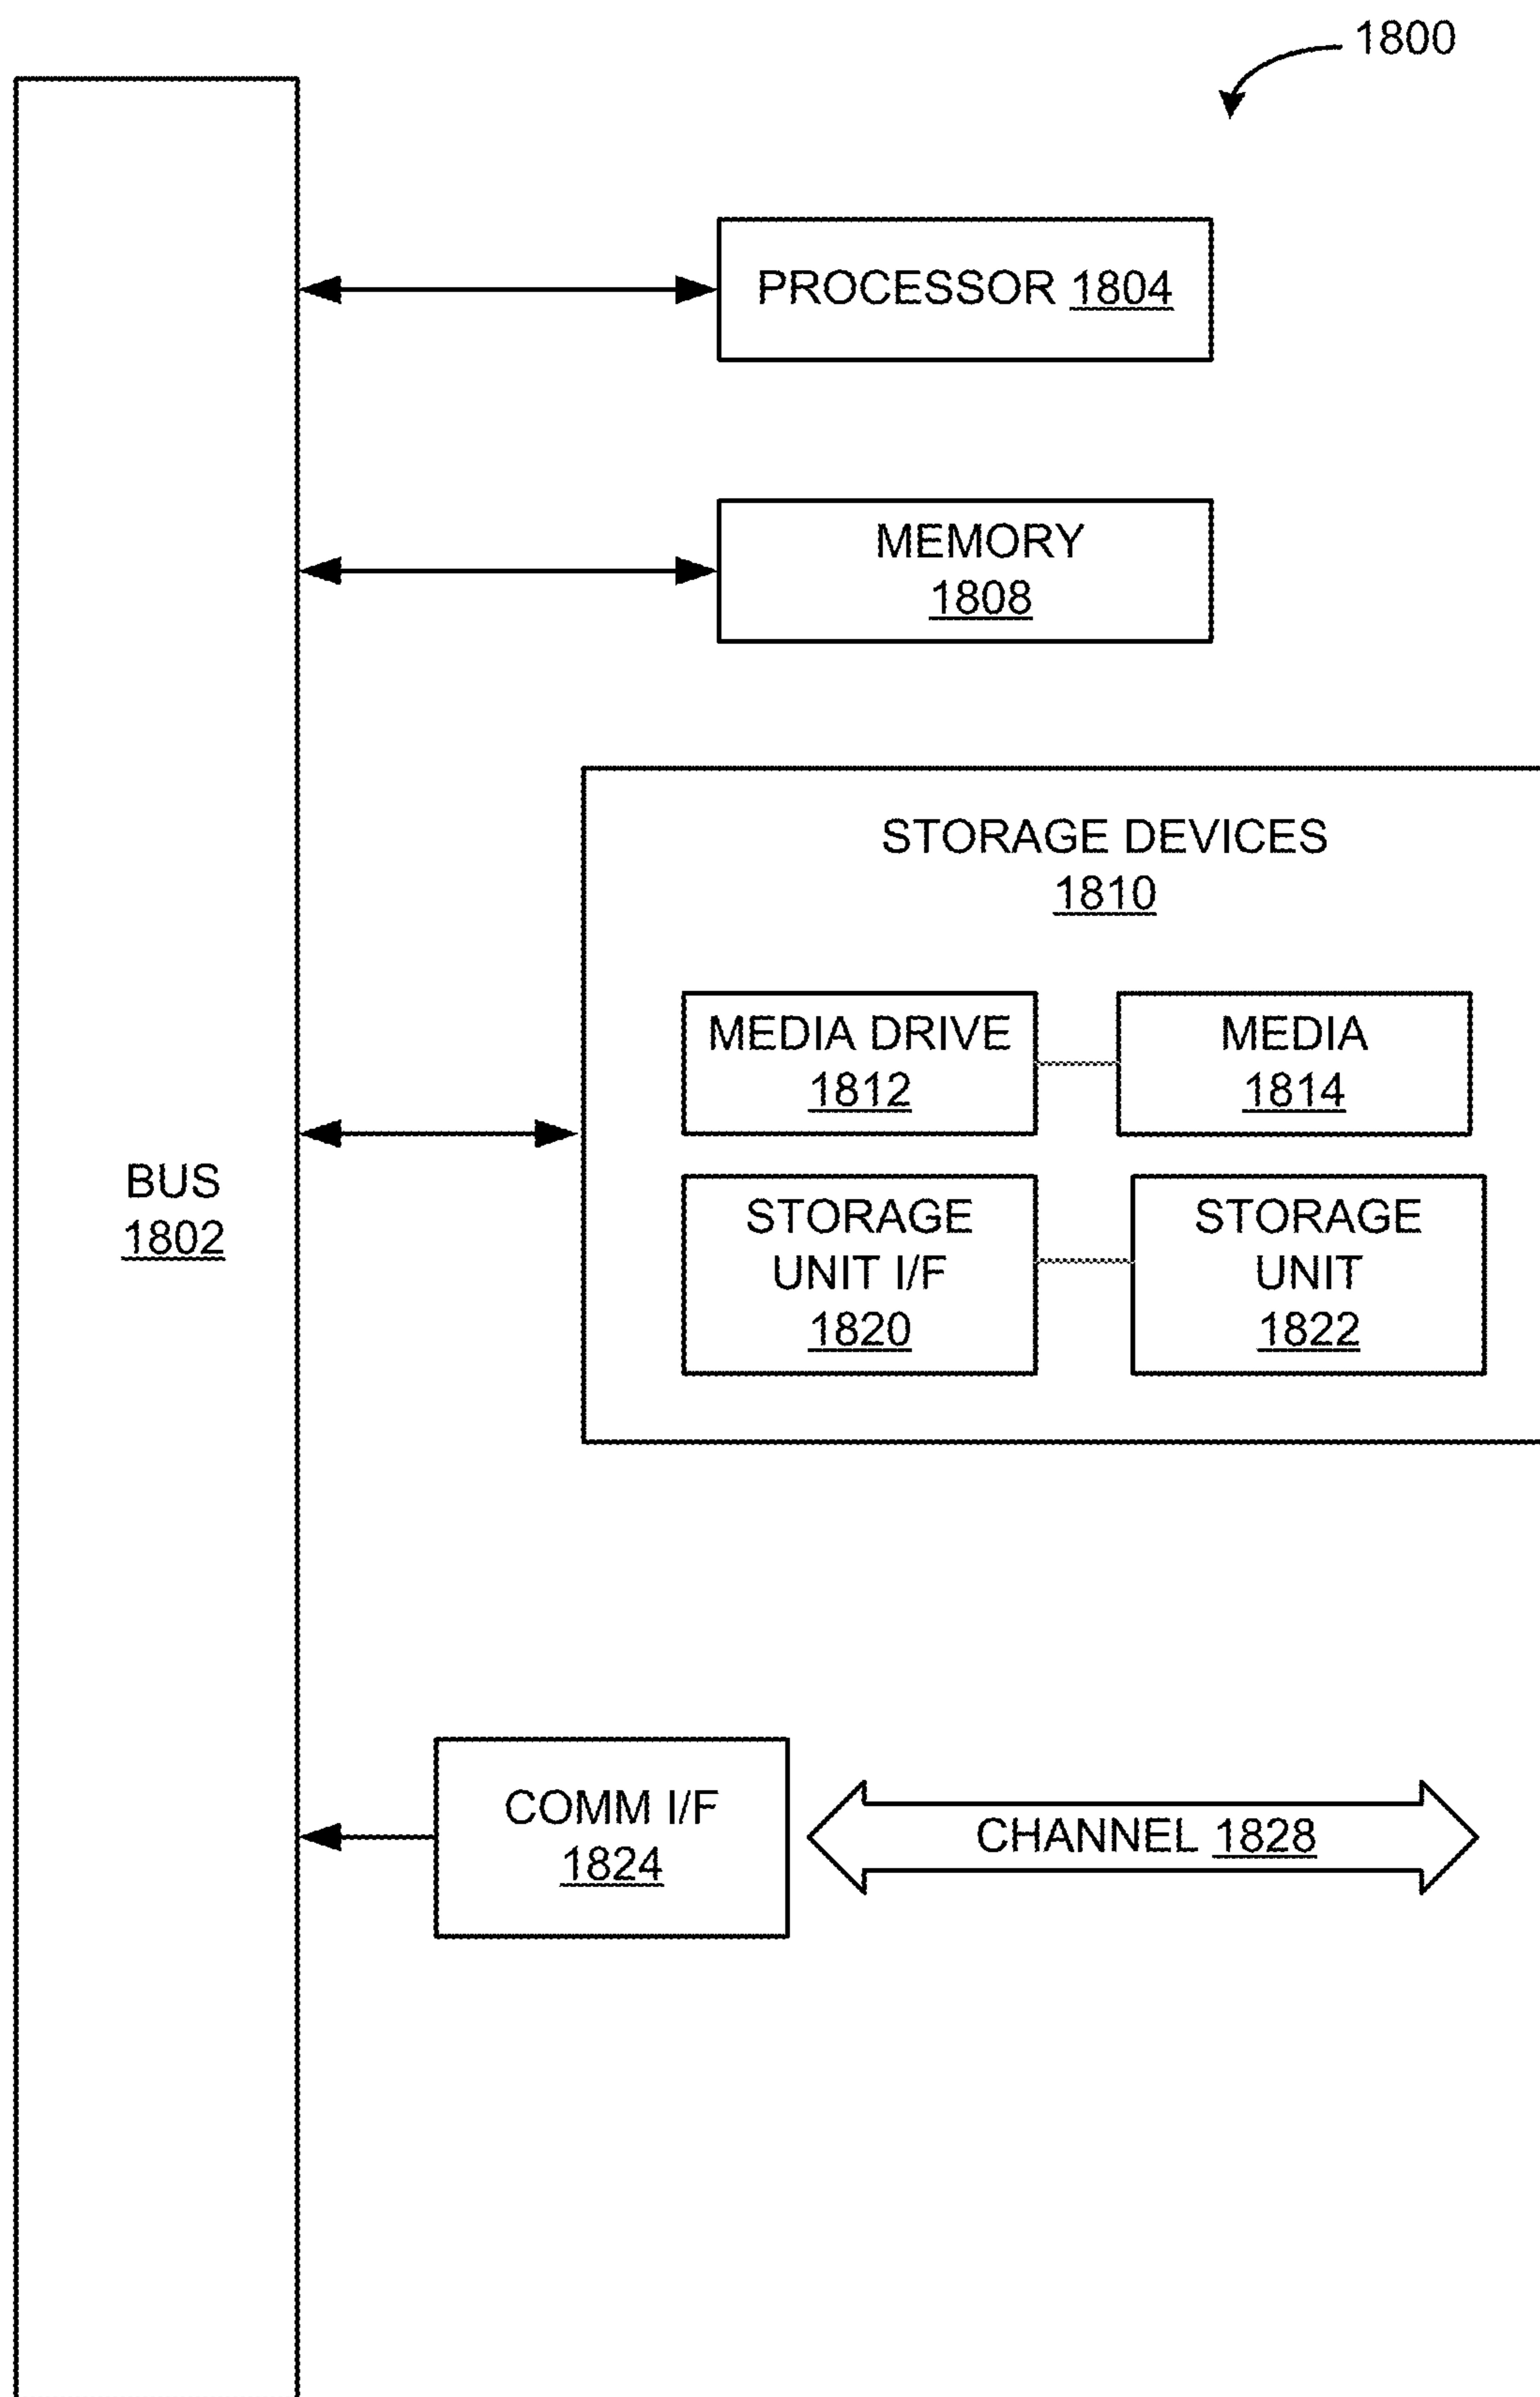 1800
PROCESSOR 1804
MEMORY
1808
STORAGE DEVICES
1810
MEDIA DRIVE
1812
MEDIA
1814
STORAGE
UNIT I/F
1820
STORAGE
UNIT
1822
BUS
1802
COMM I/F
1824
CHANNEL 1828